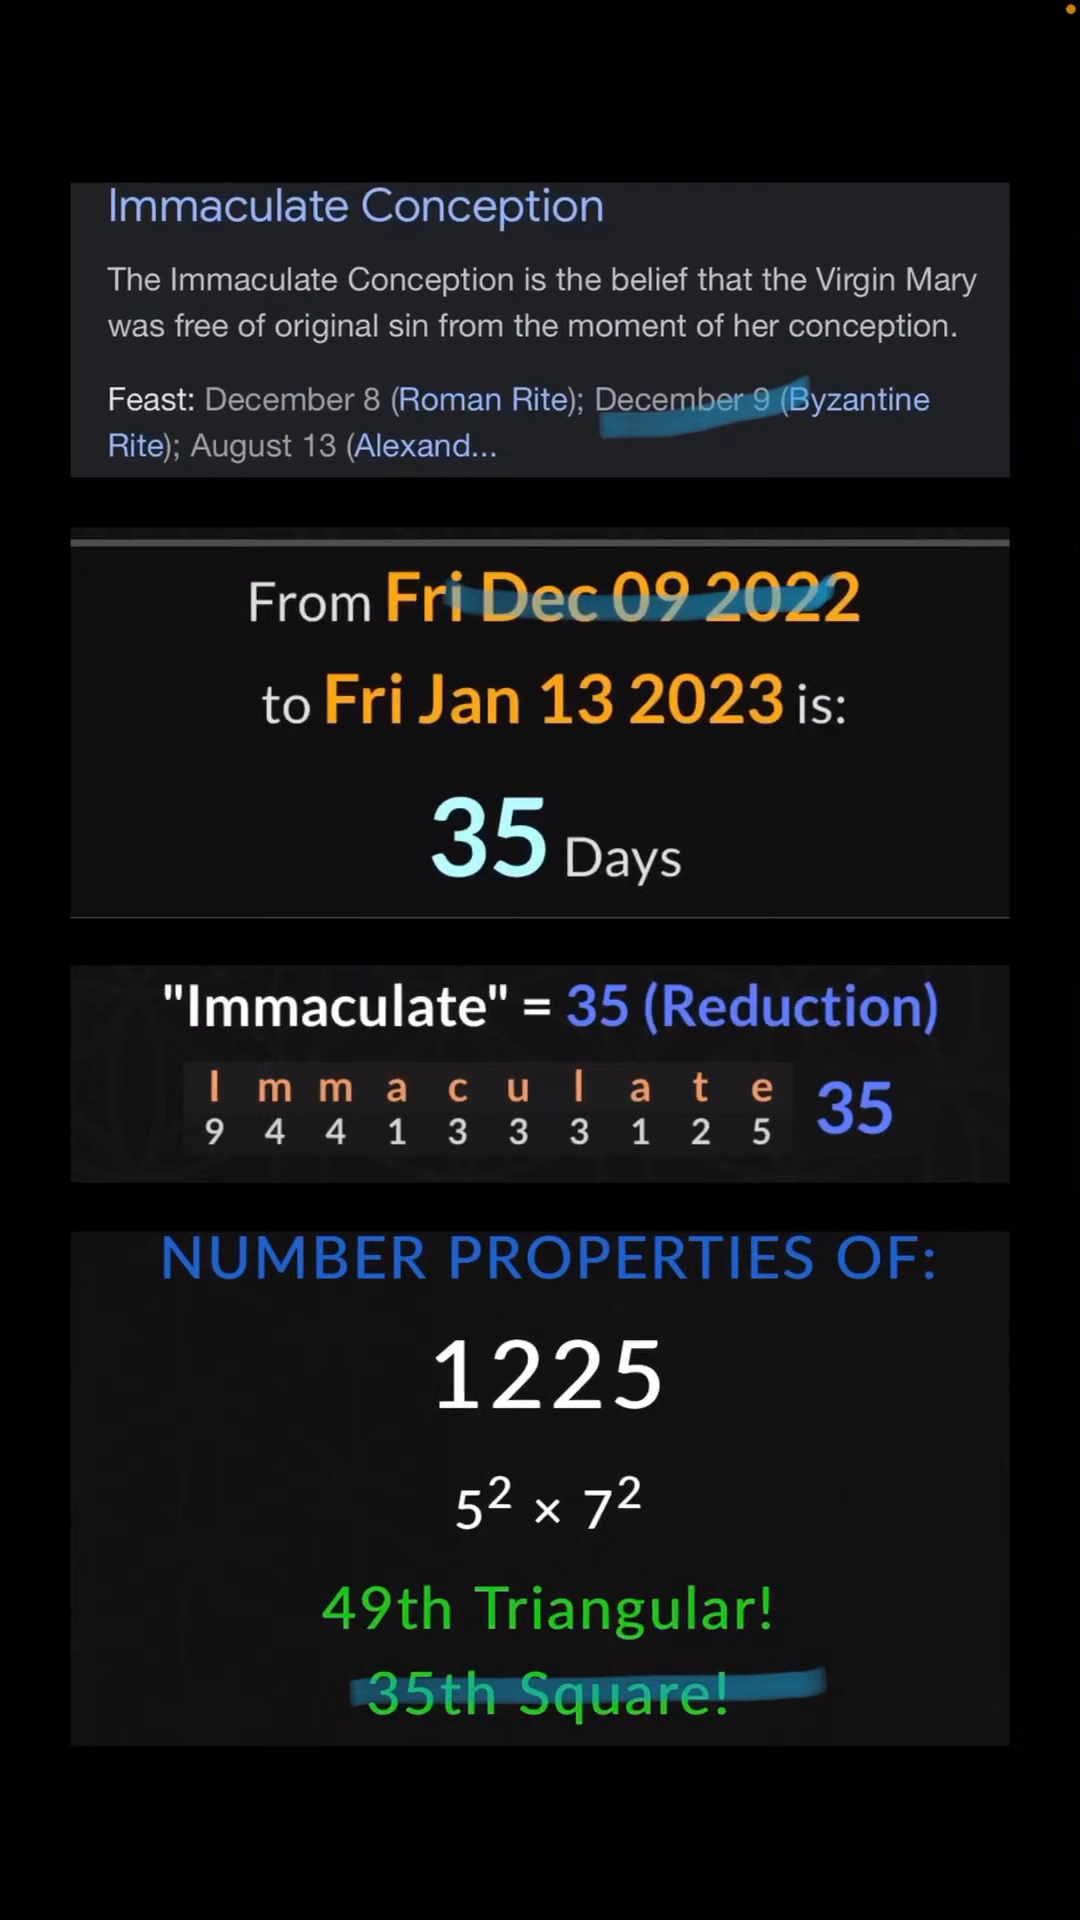 Immaculate Conception
The Immaculate Conception is the belief that the Virgin Mary
was free of original sin from the moment of her conception.
Feast: December 8 (Roman Rite); December 9 (Byzantine
Rite); August 13 (Alexand...
From Fri Dec 09 2022
to Fri Jan 13 2023 is:
35 Days
"Immaculate" = 35 (Reduction)
I m m a c u l a t e
9 4 4 1 3 3 3 1 2 5 35
NUMBER PROPERTIES OF:
1225
5² × 7²
49th Triangular!
35th Square!